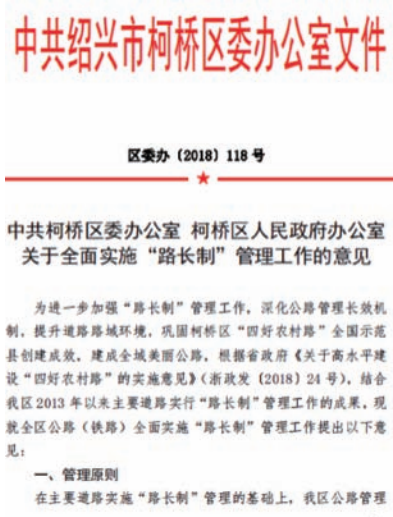 中共绍兴市柯桥区委办公室文件
区委办〔2018〕118 号
中共柯桥区委办公室 柯桥区人民政府办公室
关于全面实施“路长制”管理工作的意见
为进一步加强“路长制”管理工作，深化公路管理长效机
制，提升道路路域环境，巩固柯桥区“四好农村路”全国示范
县创建成效，建成全域美丽公路，根据省政府《关于高水平建
设“四好农村路”的实施意见》（浙政发〔2018〕24 号），结合
我区 2013 年以来主要道路实行“路长制”管理工作的成果，现
就全区公路（铁路）全面实施“路长制”管理工作提出以下意
见：
一、管理原则
在主要道路实施“路长制”管理的基础上，我区公路管理